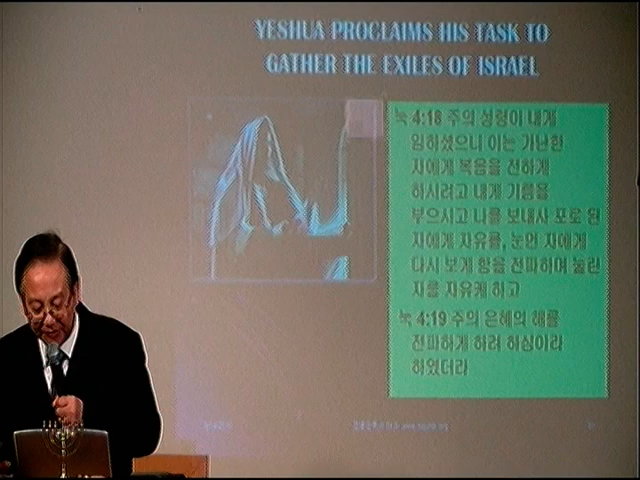 YESHUA PROCLAIMS HIS TASK TO
GATHER THE EXILES OF ISRAEL
눅 4:18 주의 성령이 내게
임하셨으니 이는 가난한
자에게 복음을 전하게
하시려고 내게 기름을
부으시고 나를 보내사 포로 된
자에게 자유를, 눈먼 자에게
다시 보게 함을 전파하며 눌린
자를 자유케 하고
눅 4:19 주의 은혜의 해를
전파하게 하려 하심이라
하였더라